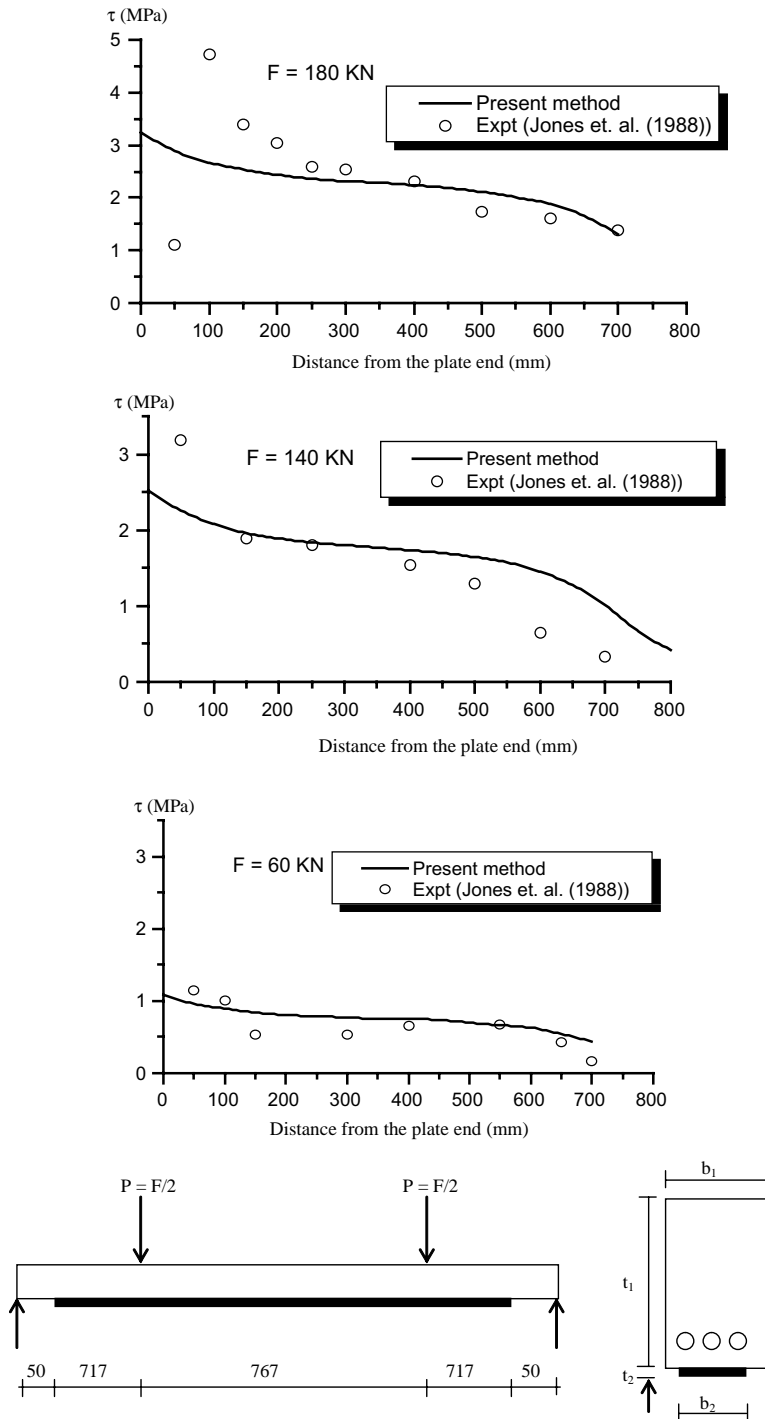 τ (MPa)
5
4
3
2
1
0
F = 180 KN
Present method
Expt (Jones et. al. (1988))
0 100 200 300 400 500 600 700 800
Distance from the plate end (mm)
τ (MPa)
3
2
1
0
F = 140 KN
Present method
Expt (Jones et. al. (1988))
0 100 200 300 400 500 600 700 800
Distance from the plate end (mm)
τ (MPa)
3
2
1
0
F = 60 KN
Present method
Expt (Jones et. al. (1988))
0 100 200 300 400 500 600 700 800
Distance from the plate end (mm)
P = F/2 P = F/2
50 717 767 717 50
b₁
t₁
t₂
b₂